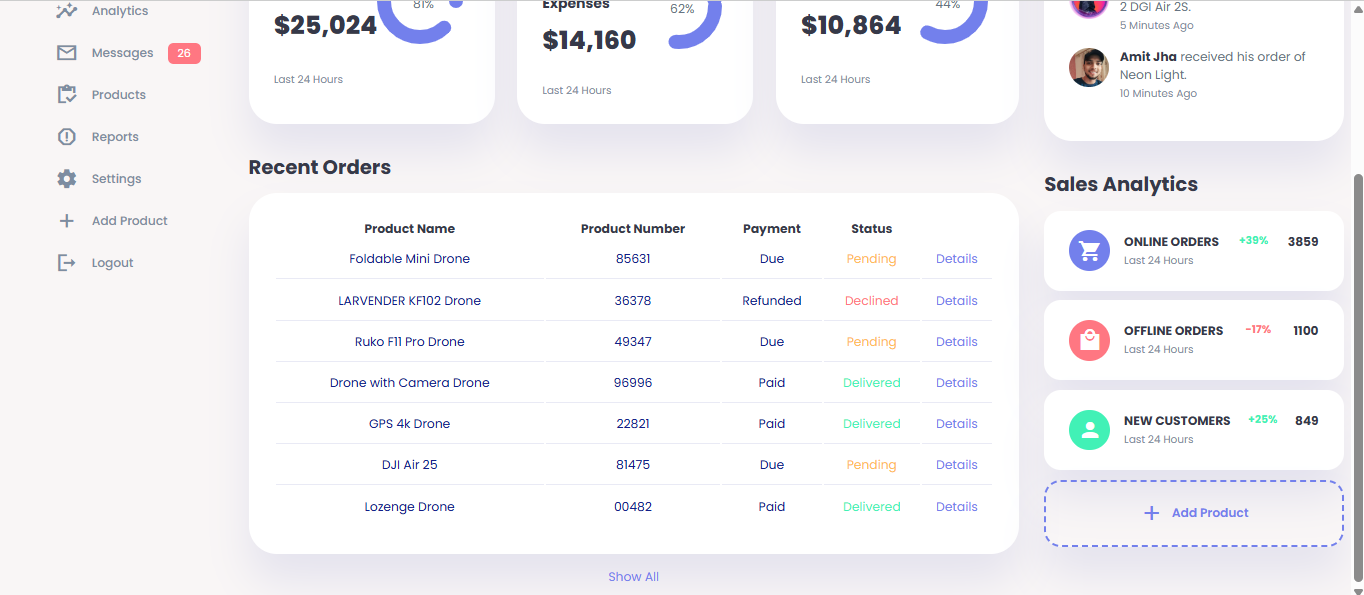 Analytics
Messages 26
Products
Reports
Settings
Add Product
Logout
81%
$25,024
Last 24 Hours
Expenses
62%
$14,160
Last 24 Hours
44%
$10,864
Last 24 Hours
2 DGI Air 2S.
5 Minutes Ago
Amit Jha received his order of
Neon Light.
10 Minutes Ago
Recent Orders
Product Name Product Number Payment Status
Foldable Mini Drone 85631 Due Pending Details
LARVENDER KF102 Drone 36378 Refunded Declined Details
Ruko F11 Pro Drone 49347 Due Pending Details
Drone with Camera Drone 96996 Paid Delivered Details
GPS 4k Drone 22821 Paid Delivered Details
DJI Air 25 81475 Due Pending Details
Lozenge Drone 00482 Paid Delivered Details
Show All
Sales Analytics
ONLINE ORDERS +39% 3859
Last 24 Hours
OFFLINE ORDERS -17% 1100
Last 24 Hours
NEW CUSTOMERS +25% 849
Last 24 Hours
Add Product